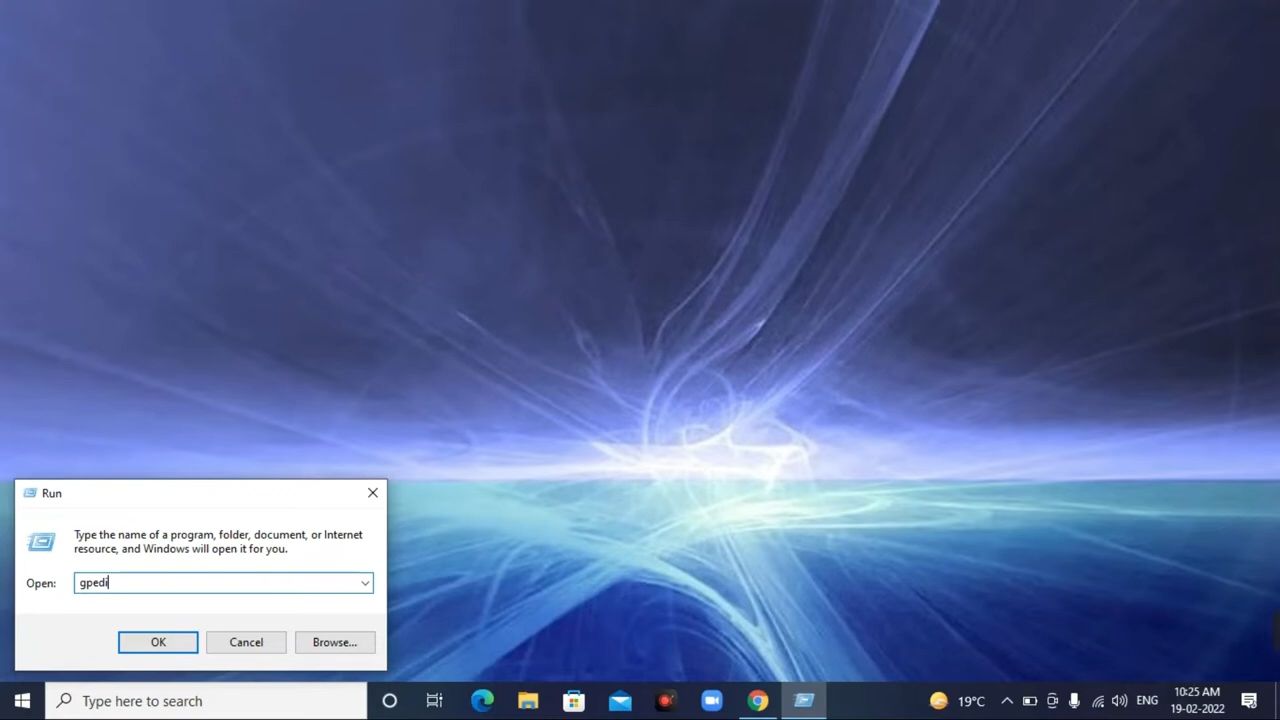 Run
Type the name of a program, folder, document, or Internet
resource, and Windows will open it for you.
Open: gpedi
OK Cancel Browse...
Type here to search
19°C
ENG
10:25 AM
19-02-2022